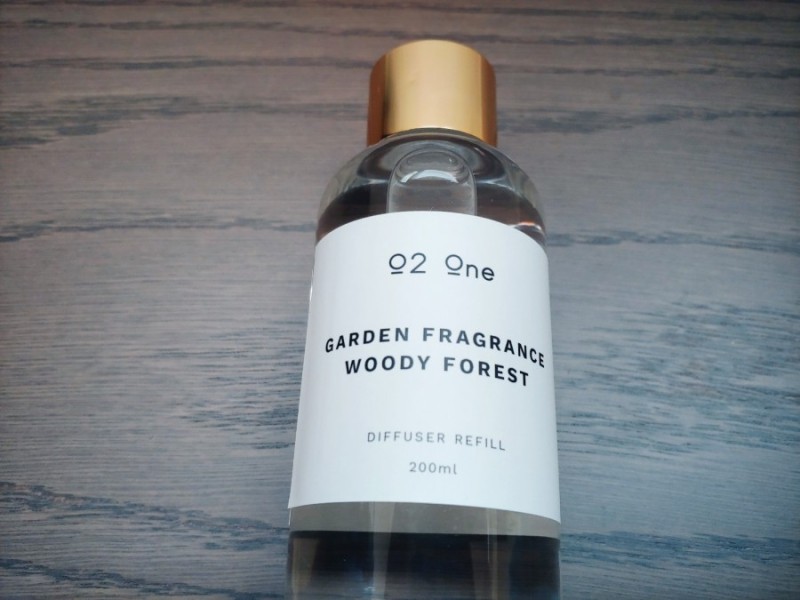 O2 One
GARDEN FRAGRANCE
WOODY FOREST
DIFFUSER REFILL
200ml